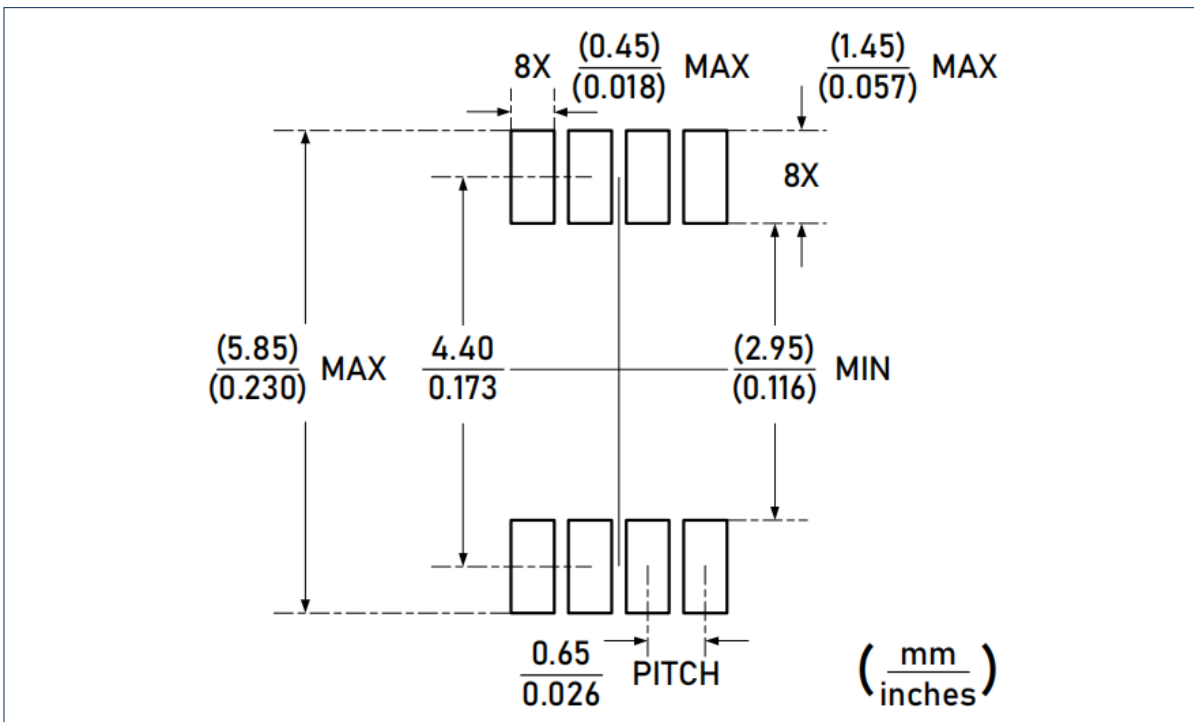 8X (0.45) MAX (1.45) MAX
(0.018) (0.057)
8X
(5.85) MAX 4.40 (2.95) MIN
(0.230) 0.173 (0.116)
0.65 PITCH (mm
0.026 inches)